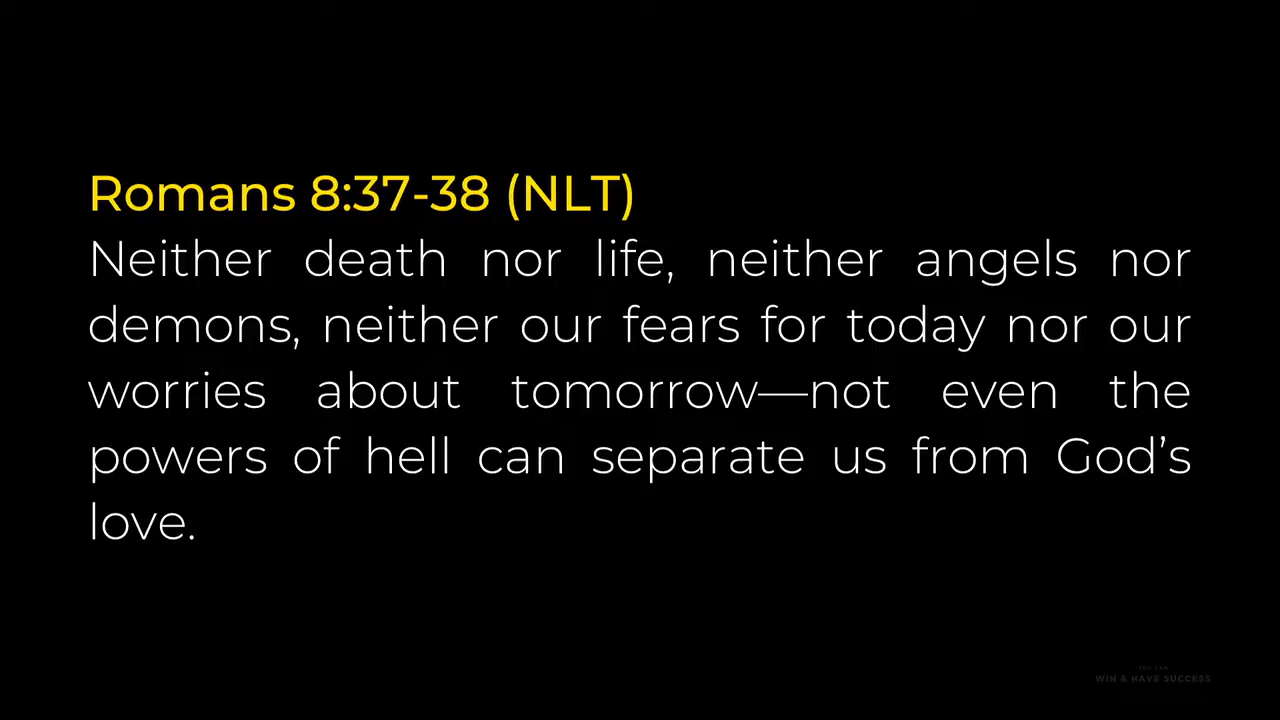 Romans 8:37-38 (NLT)
Neither death nor life, neither angels nor
demons, neither our fears for today nor our
worries about tomorrow—not even the
powers of hell can separate us from God’s
love.
YOU CAN
WIN & HAVE SUCCESS